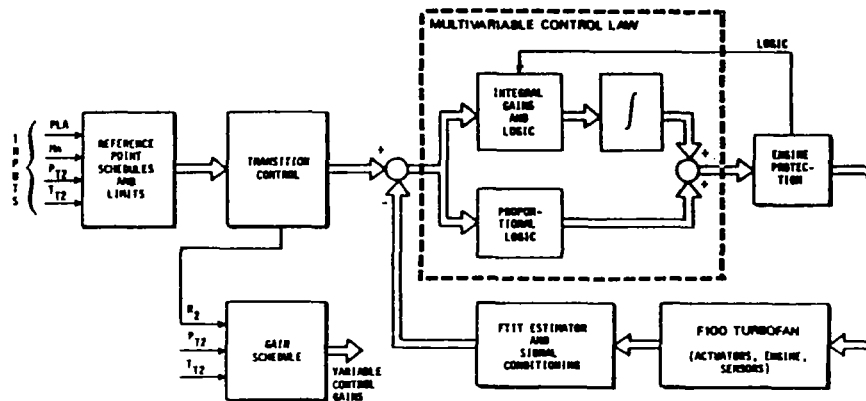 MULTIVARIABLE CONTROL LAW
LOGIC
INPUTS
PLA
Mn
PT2
TT2
REFERENCE
POINT
SCHEDULES
AND
LIMITS
TRANSITION
CONTROL
+
-
INTEGRAL
GAINS
AND
LOGIC
∫
PROPOR-
TIONAL
LOGIC
+
+
ENGINE
PROTEC-
TION
N2
PT2
TT2
GAIN
SCHEDULE
VARIABLE
CONTROL
GAINS
FTIT ESTIMATOR
AND
SIGNAL
CONDITIONING
F100 TURBOFAN
(ACTUATORS, ENGINE,
SENSORS)